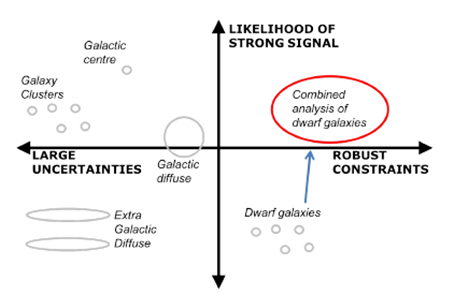 LIKELIHOOD OF
STRONG SIGNAL
Galactic
centre
Galaxy
Clusters
Combined
analysis of
dwarf galaxies
LARGE
UNCERTAINTIES
Galactic
diffuse
ROBUST
CONSTRAINTS
Extra
Galactic
Diffuse
Dwarf galaxies